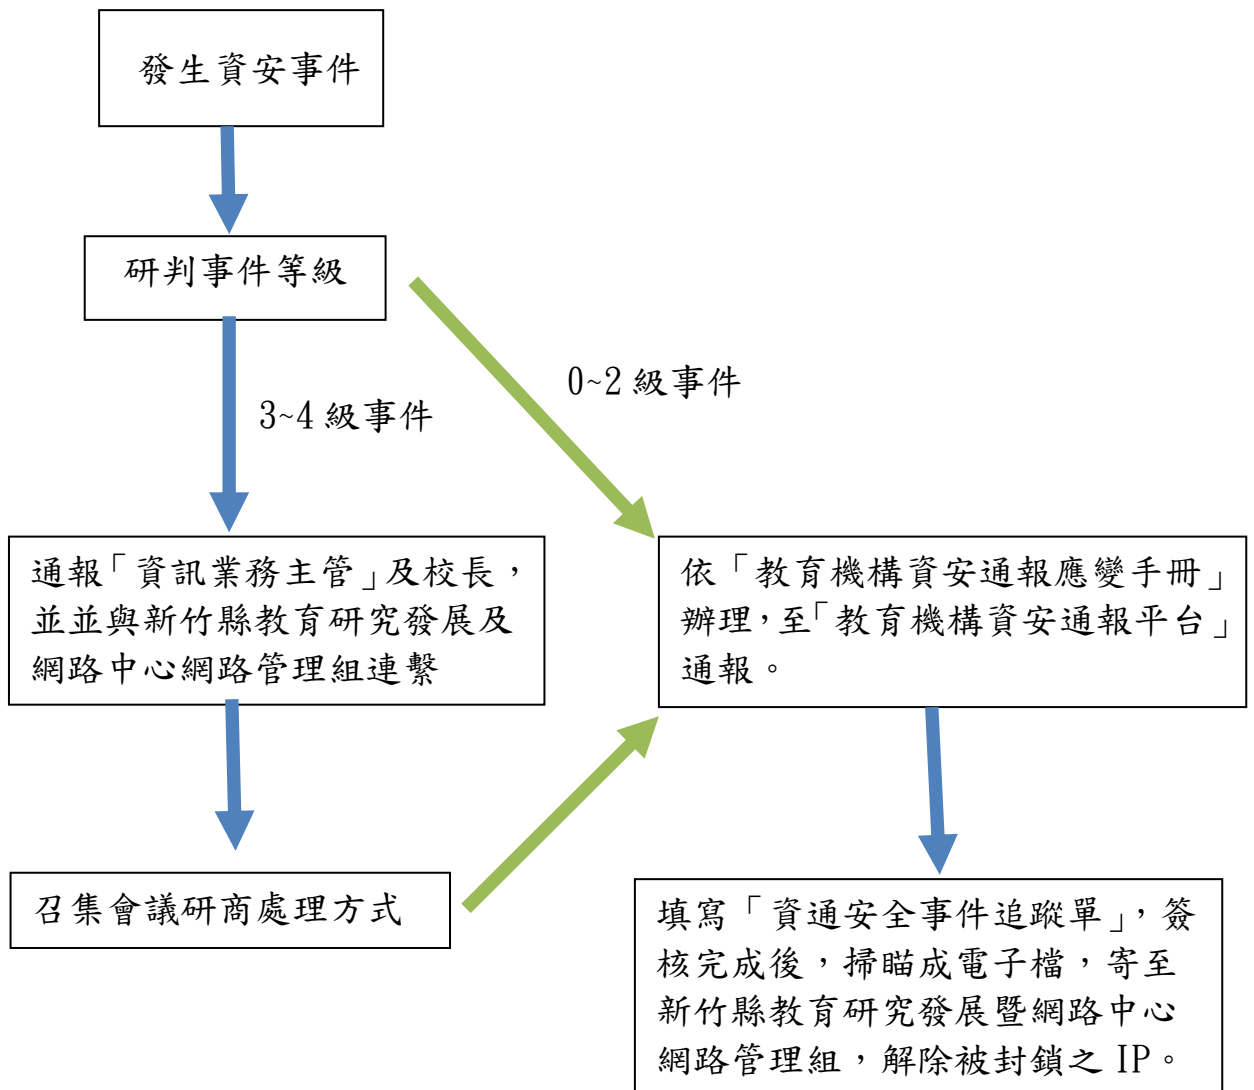 發生資安事件
研判事件等級
0~2 級事件
3~4 級事件
通報「資訊業務主管」及校長，
並並與新竹縣教育研究發展及
網路中心網路管理組連繫
依「教育機構資安通報應變手冊」
辦理，至「教育機構資安通報平台」
通報。
召集會議研商處理方式
填寫「資通安全事件追蹤單」，簽
核完成後，掃瞄成電子檔，寄至
新竹縣教育研究發展暨網路中心
網路管理組，解除被封鎖之 IP。